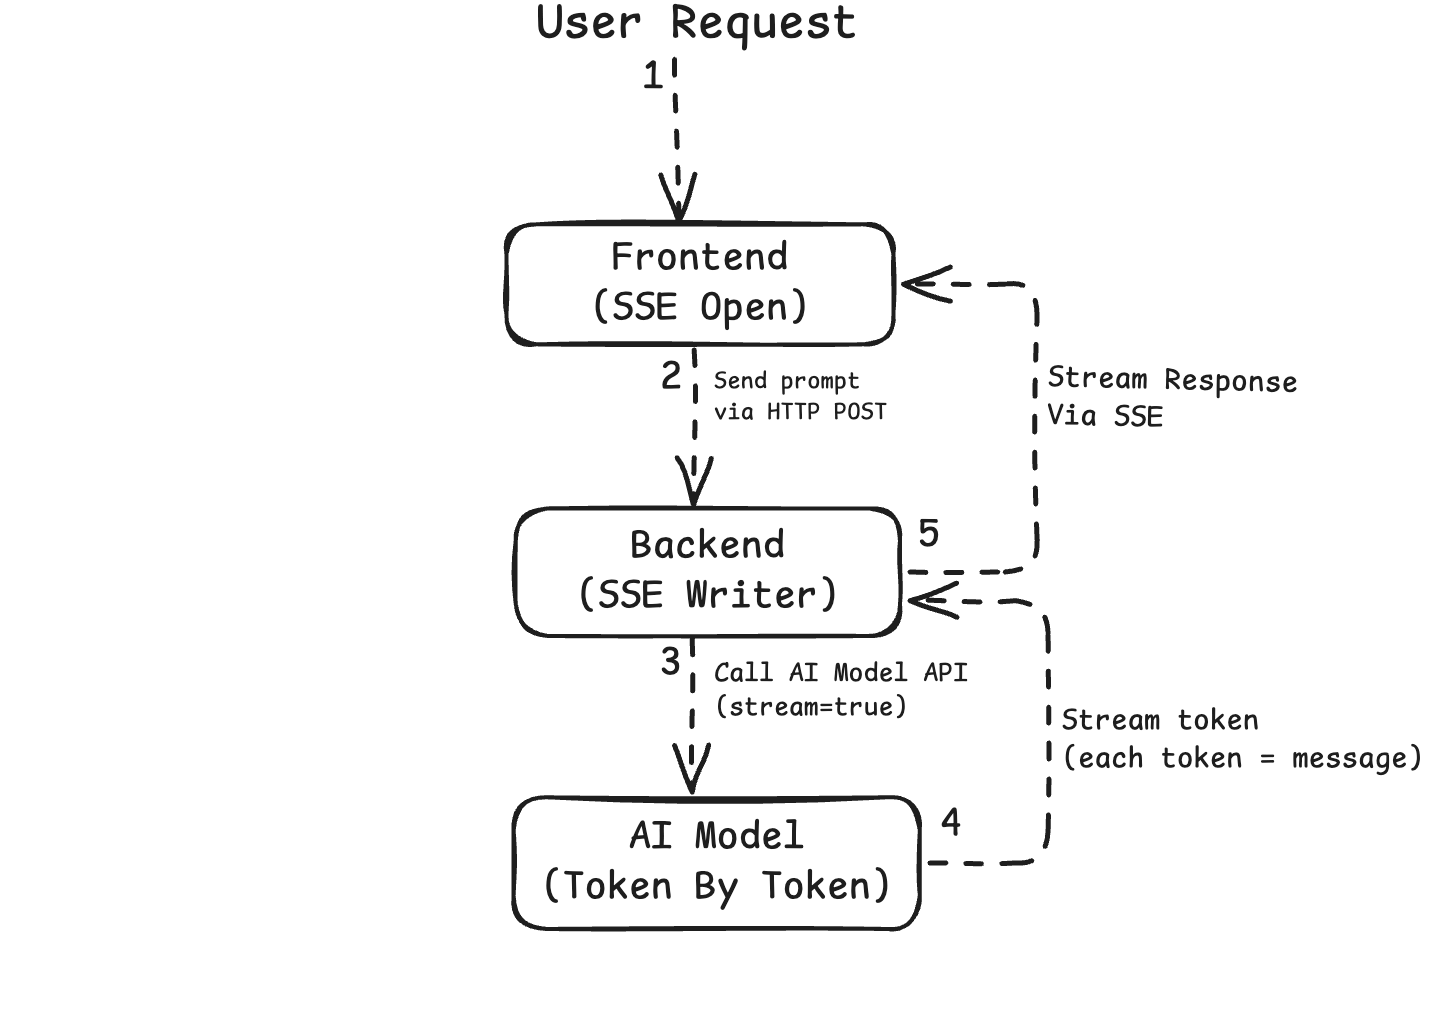 User Request
1
Frontend
(SSE Open)
2
Send prompt
via HTTP POST
Stream Response
Via SSE
Backend
(SSE Writer)
5
3
Call AI Model API
(stream=true)
Stream token
(each token = message)
AI Model
(Token By Token)
4